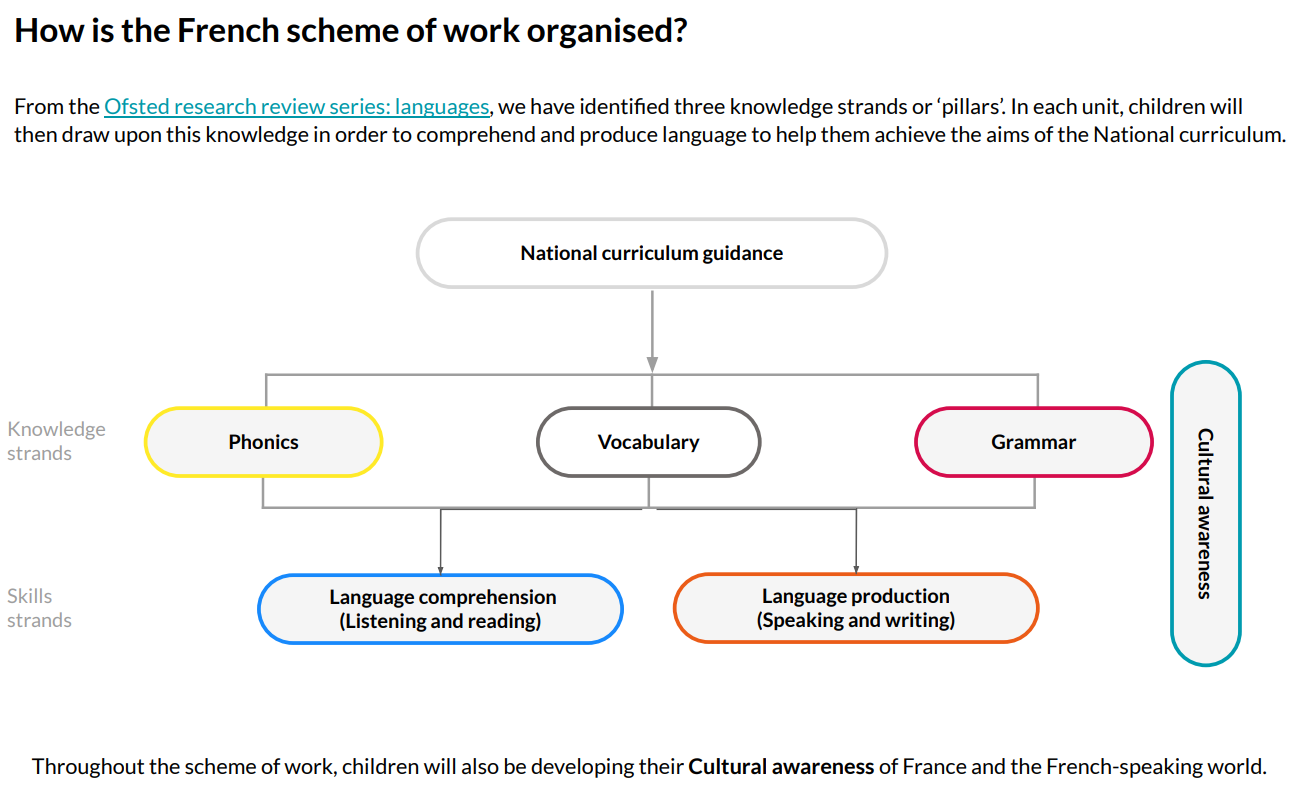 How is the French scheme of work organised?
From the Ofsted research review series: languages, we have identified three knowledge strands or ‘pillars’. In each unit, children will
then draw upon this knowledge in order to comprehend and produce language to help them achieve the aims of the National curriculum.
National curriculum guidance
Knowledge
strands
Phonics
Vocabulary
Grammar
Cultural awareness
Skills
strands
Language comprehension
(Listening and reading)
Language production
(Speaking and writing)
Throughout the scheme of work, children will also be developing their Cultural awareness of France and the French-speaking world.